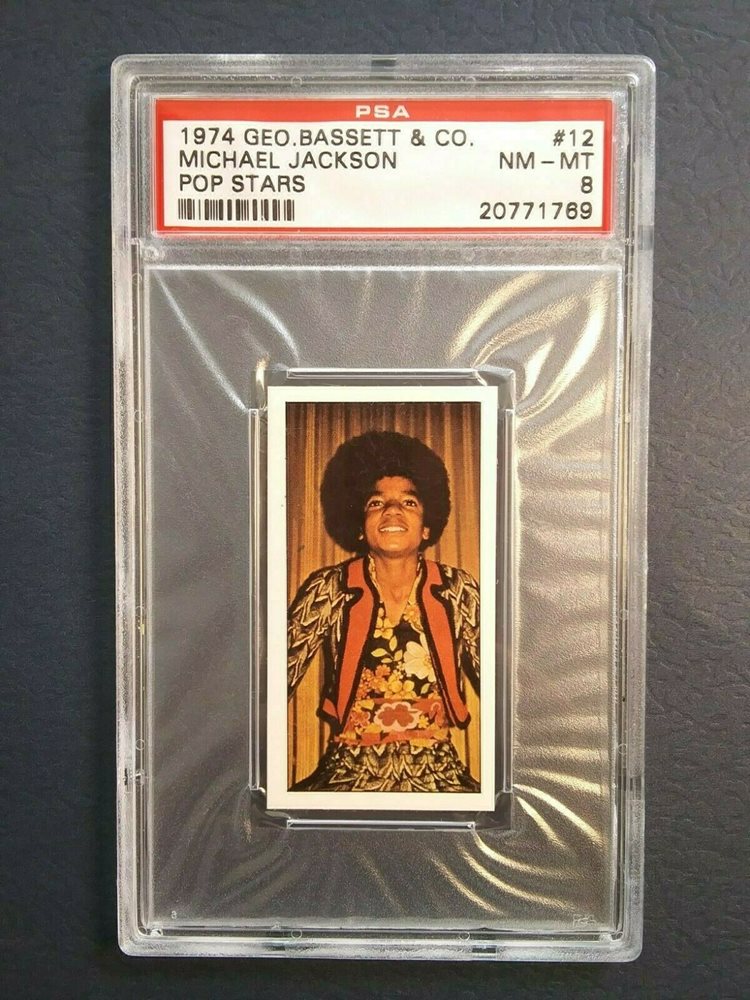 PSA
1974 GEO.BASSETT & CO. #12
MICHAEL JACKSON NM – MT
POP STARS 8
20771769